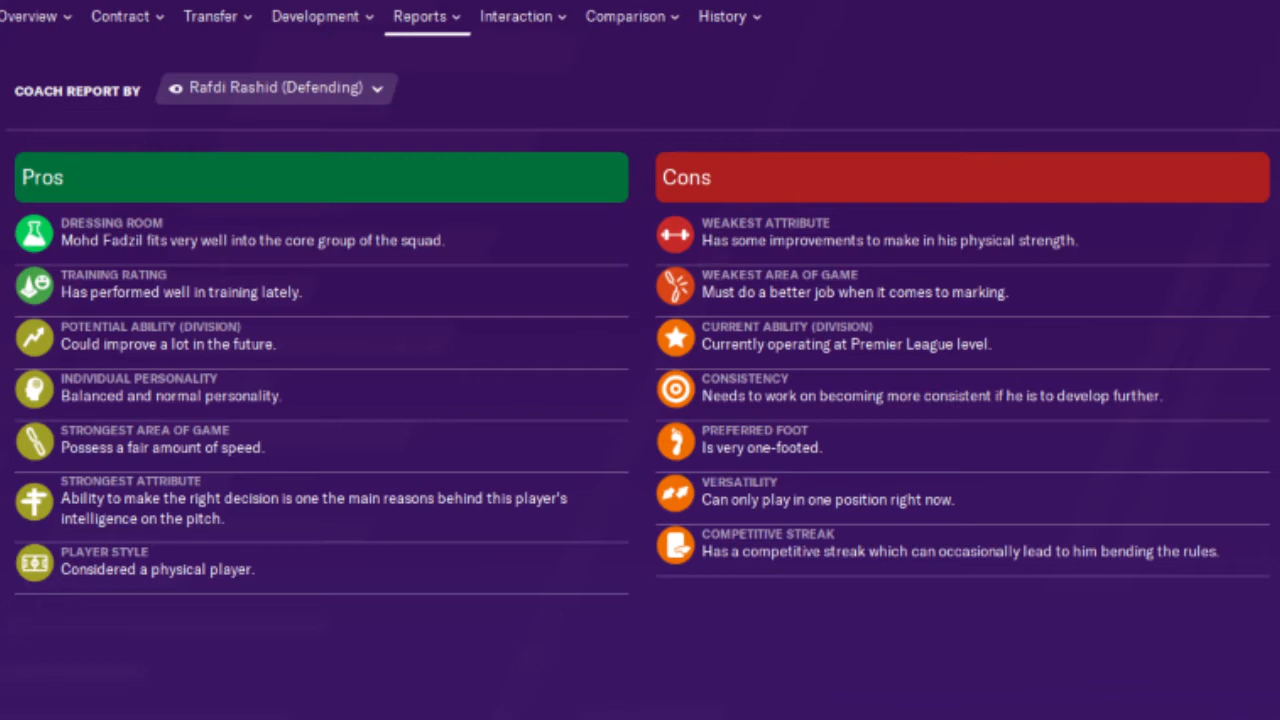 Overview Contract Transfer Development Reports Interaction Comparison History
COACH REPORT BY Rafdi Rashid (Defending)
Pros
DRESSING ROOM
Mohd Fadzil fits very well into the core group of the squad.
TRAINING RATING
Has performed well in training lately.
POTENTIAL ABILITY (DIVISION)
Could improve a lot in the future.
INDIVIDUAL PERSONALITY
Balanced and normal personality.
STRONGEST AREA OF GAME
Possess a fair amount of speed.
STRONGEST ATTRIBUTE
Ability to make the right decision is one the main reasons behind this player's
intelligence on the pitch.
PLAYER STYLE
Considered a physical player.
Cons
WEAKEST ATTRIBUTE
Has some improvements to make in his physical strength.
WEAKEST AREA OF GAME
Must do a better job when it comes to marking.
CURRENT ABILITY (DIVISION)
Currently operating at Premier League level.
CONSISTENCY
Needs to work on becoming more consistent if he is to develop further.
PREFERRED FOOT
Is very one-footed.
VERSATILITY
Can only play in one position right now.
COMPETITIVE STREAK
Has a competitive streak which can occasionally lead to him bending the rules.